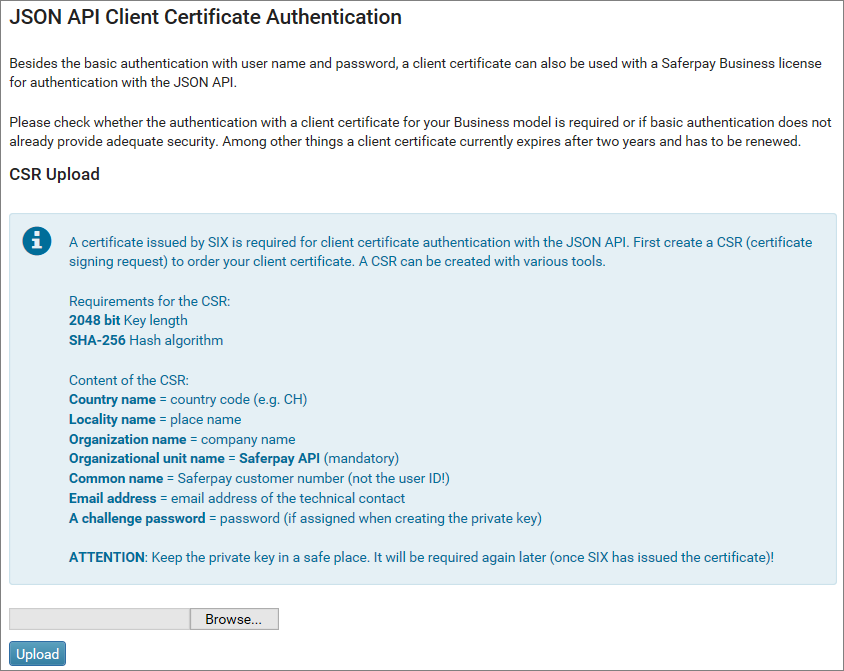 JSON API Client Certificate Authentication
Besides the basic authentication with user name and password, a client certificate can also be used with a Saferpay Business license
for authentication with the JSON API.
Please check whether the authentication with a client certificate for your Business model is required or if basic authentication does not
already provide adequate security. Among other things a client certificate currently expires after two years and has to be renewed.
CSR Upload
A certificate issued by SIX is required for client certificate authentication with the JSON API. First create a CSR (certificate
signing request) to order your client certificate. A CSR can be created with various tools.
Requirements for the CSR:
2048 bit Key length
SHA-256 Hash algorithm
Content of the CSR:
Country name = country code (e.g. CH)
Locality name = place name
Organization name = company name
Organizational unit name = Saferpay API (mandatory)
Common name = Saferpay customer number (not the user ID!)
Email address = email address of the technical contact
A challenge password = password (if assigned when creating the private key)
ATTENTION: Keep the private key in a safe place. It will be required again later (once SIX has issued the certificate)!
Browse...
Upload